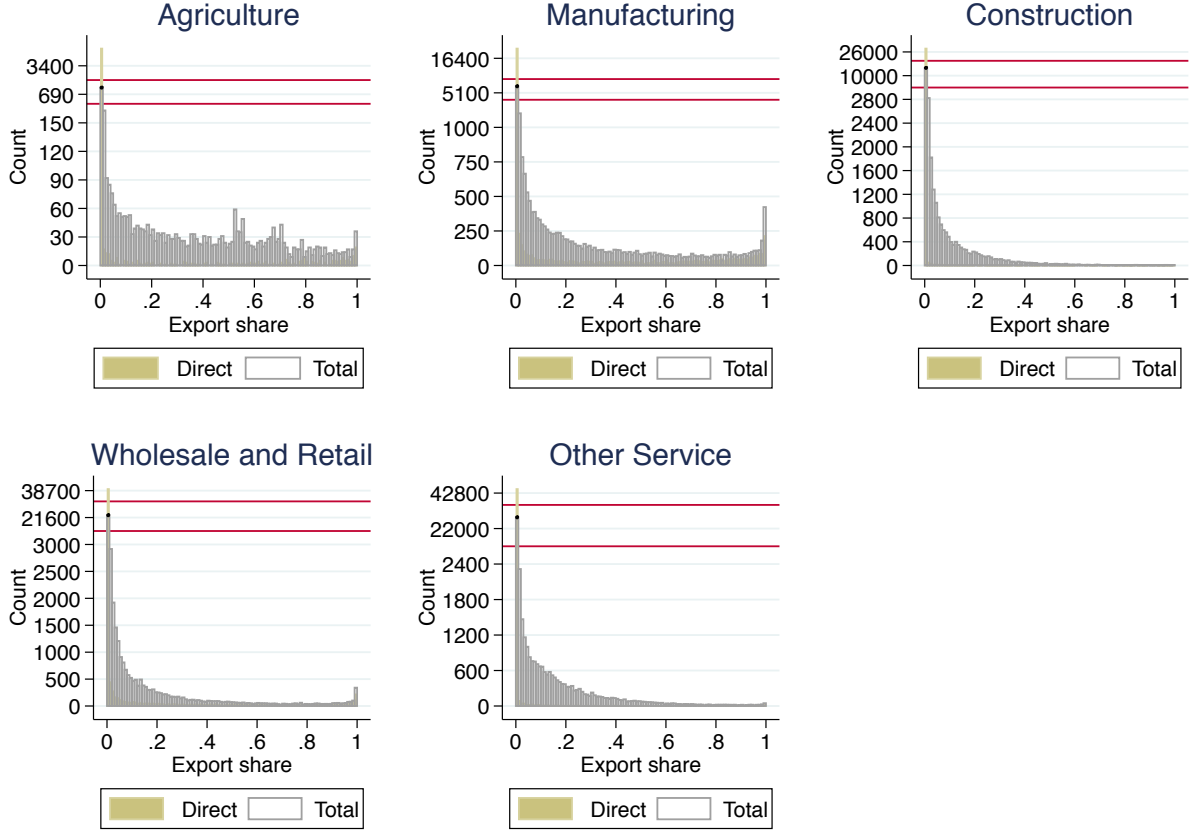 Agriculture
Count
3400
690
150
120
90
60
30
0
0 .2 .4 .6 .8 1
Export share
Direct Total
Manufacturing
Count
16400
5100
1000
750
500
250
0
0 .2 .4 .6 .8 1
Export share
Direct Total
Construction
Count
26000
10000
2800
2400
2000
1600
1200
800
400
0
0 .2 .4 .6 .8 1
Export share
Direct Total
Wholesale and Retail
Count
38700
21600
3000
2500
2000
1500
1000
500
0
0 .2 .4 .6 .8 1
Export share
Direct Total
Other Service
Count
42800
22000
2400
1800
1200
600
0
0 .2 .4 .6 .8 1
Export share
Direct Total